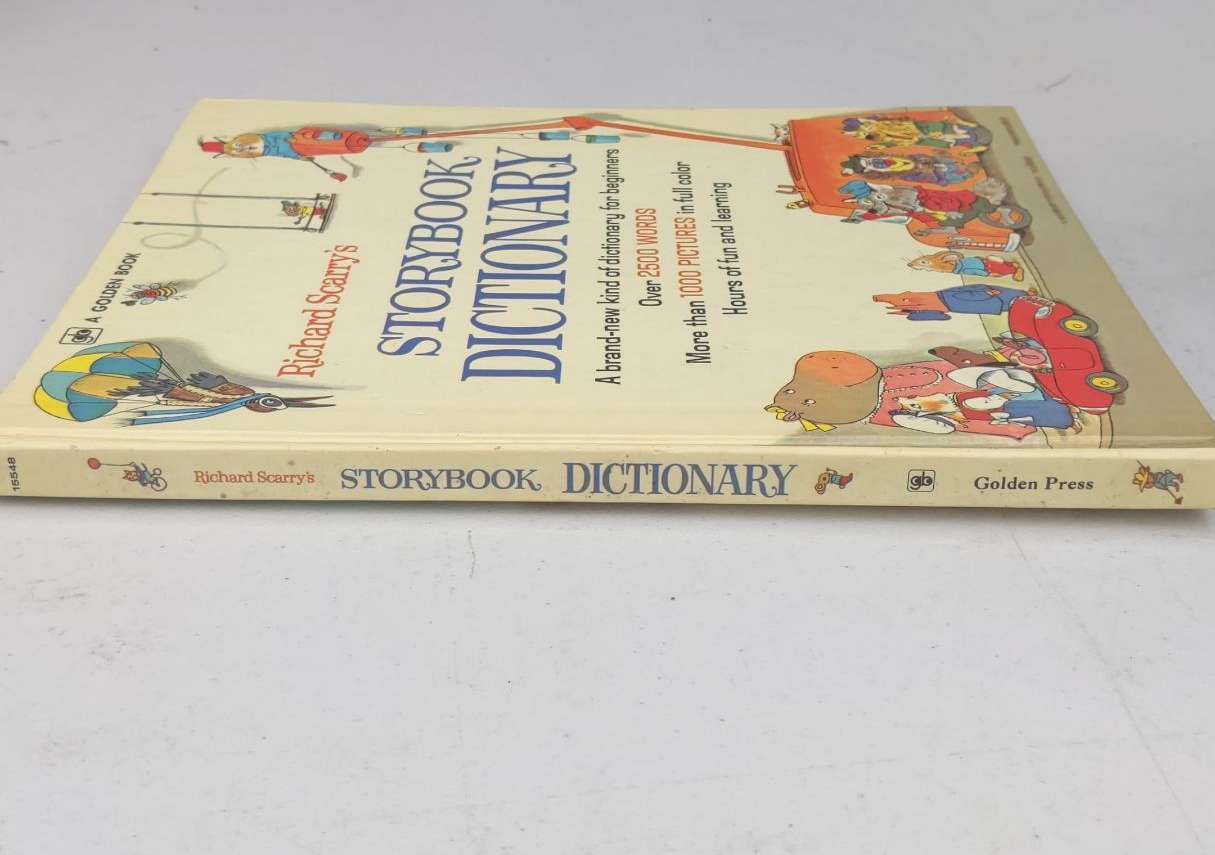 A GOLDEN BOOK
Richard Scarry's
STORYBOOK
DICTIONARY
A brand-new kind of dictionary for beginners
Over 2500 WORDS
More than 1000 PICTURES in full color
Hours of fun and learning
15548
Richard Scarry's STORYBOOK DICTIONARY
Golden Press